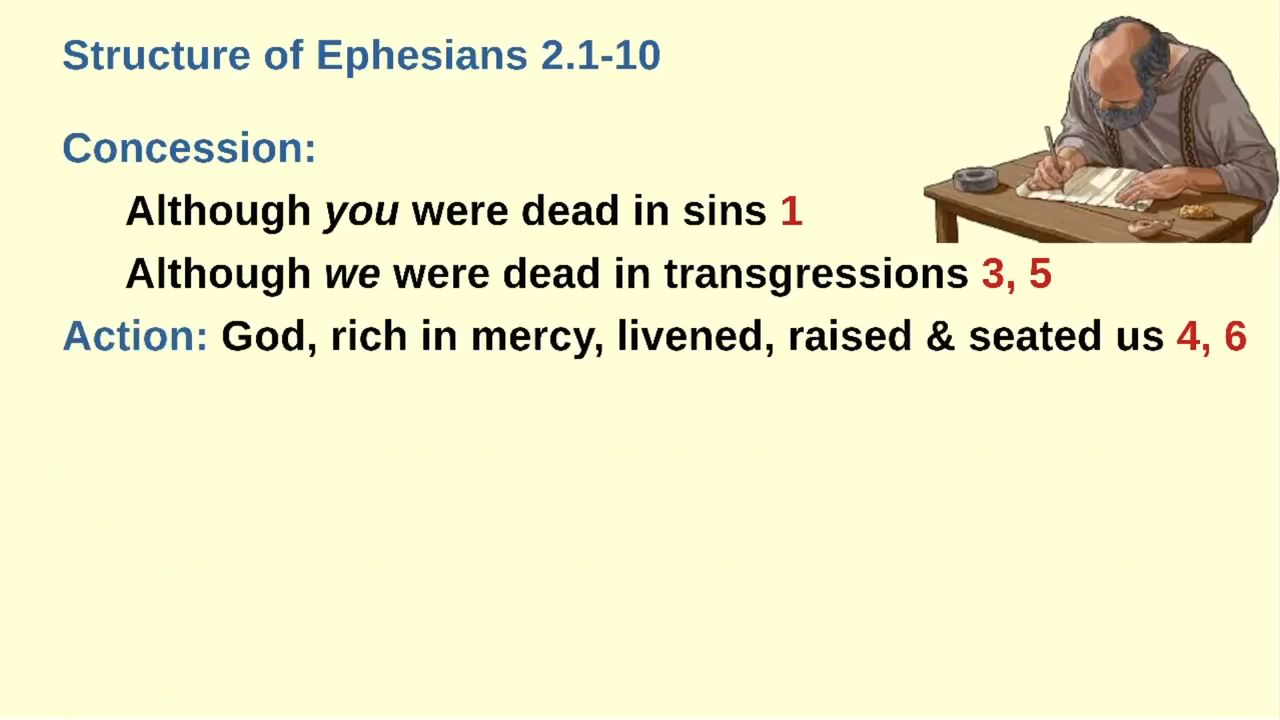 Structure of Ephesians 2.1-10
Concession:
Although you were dead in sins 1
Although we were dead in transgressions 3, 5
Action: God, rich in mercy, livened, raised & seated us 4, 6